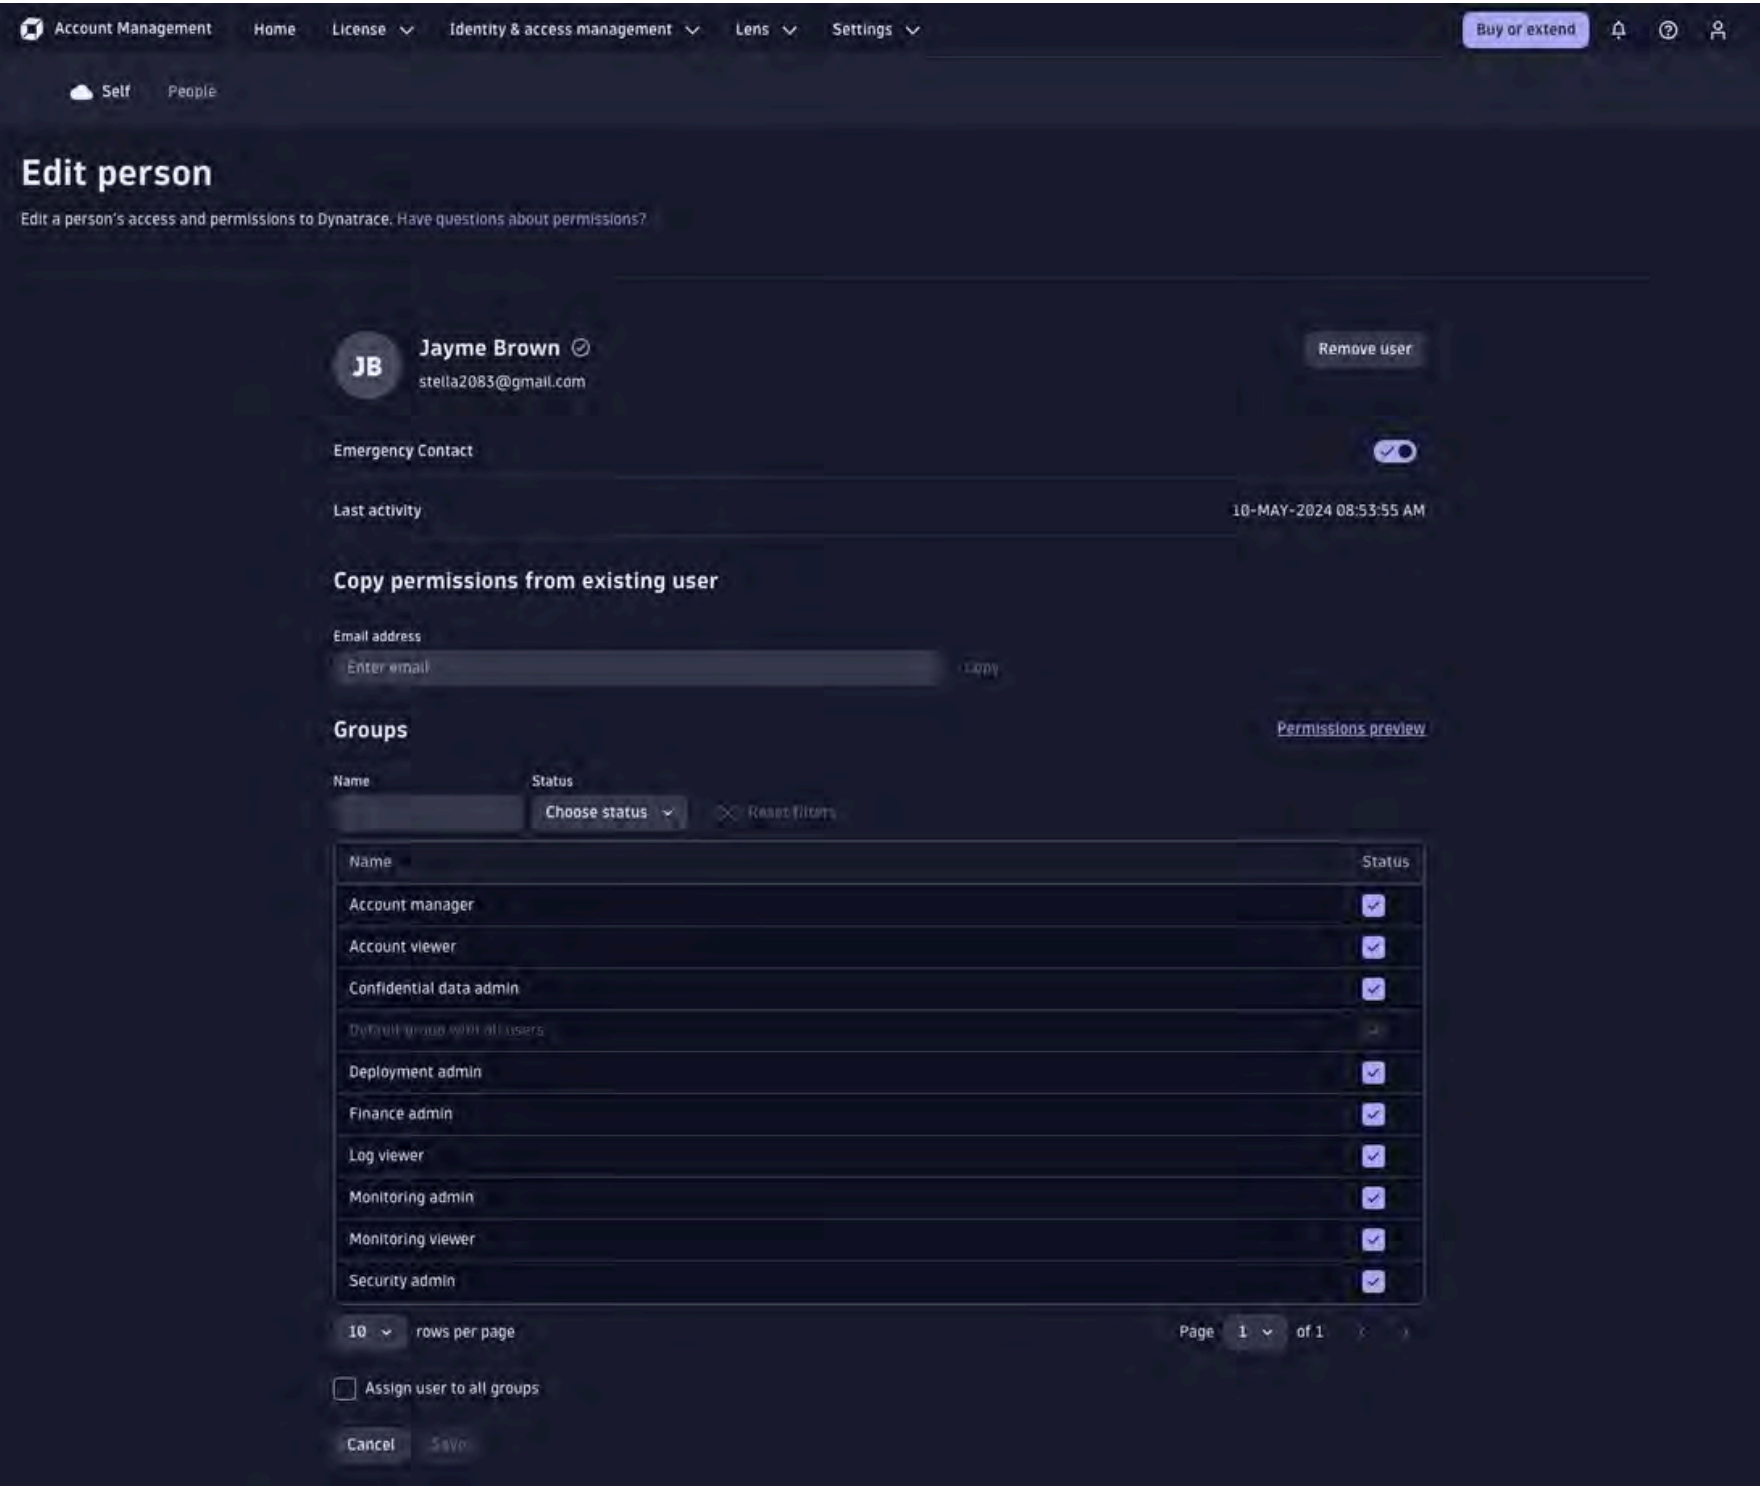 Account Management Home License Identity & access management Lens Settings Buy or extend
Self People
Edit person
Edit a person's access and permissions to Dynatrace. Have questions about permissions?
JB
Jayme Brown
Remove user
stella2083@gmail.com
Emergency Contact
Last activity 10-MAY-2024 08:53:55 AM
Copy permissions from existing user
Email address
Enter email Copy
Groups Permissions preview
Name Status
Choose status Reset filters
Name Status
Account manager
Account viewer
Confidential data admin
Default group with all users
Deployment admin
Finance admin
Log viewer
Monitoring admin
Monitoring viewer
Security admin
10 rows per page Page 1 of 1
Assign user to all groups
Cancel Save